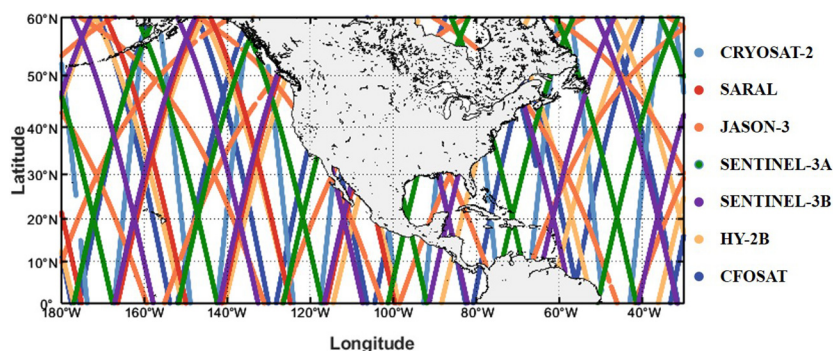 60°N
50°N
40°N
30°N
20°N
10°N
0°
Latitude
180°W
160°W
140°W
120°W
100°W
80°W
60°W
40°W
Longitude
CRYOSAT-2
SARAL
JASON-3
SENTINEL-3A
SENTINEL-3B
HY-2B
CFOSAT